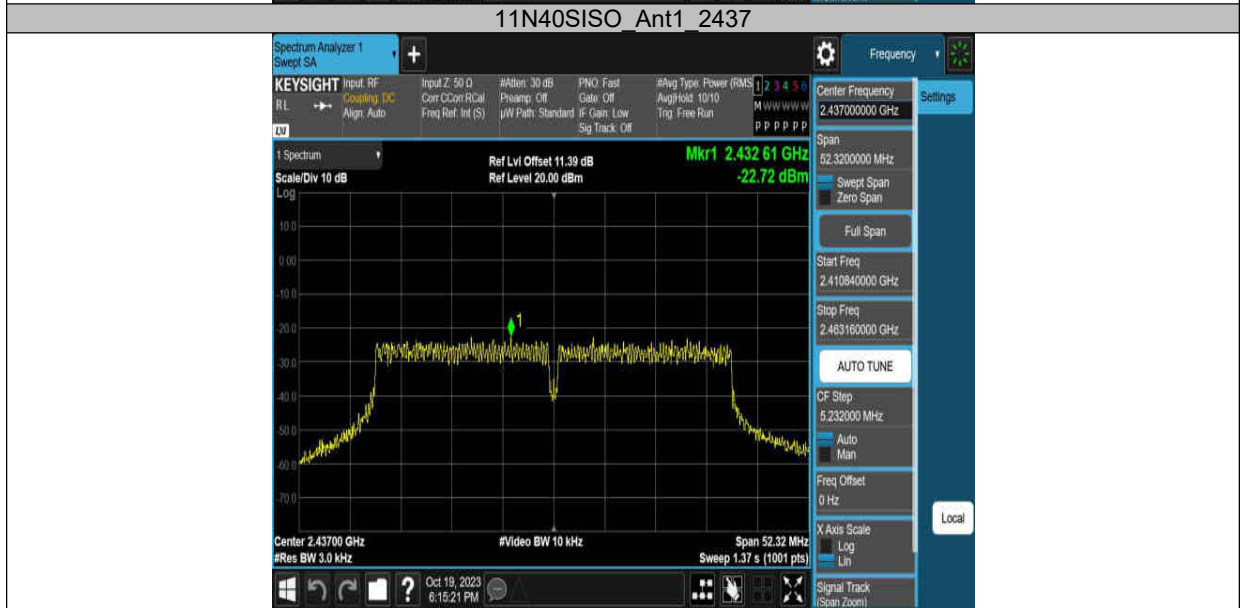 11N40SISO_Ant1_2437
Spectrum Analyzer 1
Swept SA
+
Frequency
KEYSIGHT
RL
LXI
Input: RF
Coupling: DC
Align: Auto
Input Z: 50 Ω
Corr CCorr RCal
Freq Ref: Int (S)
#Atten: 30 dB
Preamp: Off
µW Path: Standard
PNO: Fast
Gate: Off
IF Gain: Low
Sig Track: Off
#Avg Type: Power (RMS
Avg|Hold: 10/10
Trig: Free Run
1 2 3 4 5 6
M W W W W W
P P P P P P
Center Frequency
2.437000000 GHz
Settings
1 Spectrum
Scale/Div 10 dB
Log
Ref Lvl Offset 11.39 dB
Ref Level 20.00 dBm
Mkr1 2.432 61 GHz
-22.72 dBm
10.0
0.00
-10.0
-20.0
-30.0
-40.0
-50.0
-60.0
-70.0
1
Center 2.43700 GHz
#Res BW 3.0 kHz
#Video BW 10 kHz
Span 52.32 MHz
Sweep 1.37 s (1001 pts)
Span
52.3200000 MHz
Swept Span
Zero Span
Full Span
Start Freq
2.410840000 GHz
Stop Freq
2.463160000 GHz
AUTO TUNE
CF Step
5.232000 MHz
Auto
Man
Freq Offset
0 Hz
X Axis Scale
Log
Lin
Local
Signal Track
(Span Zoom)
?
Oct 19, 2023
6:15:21 PM